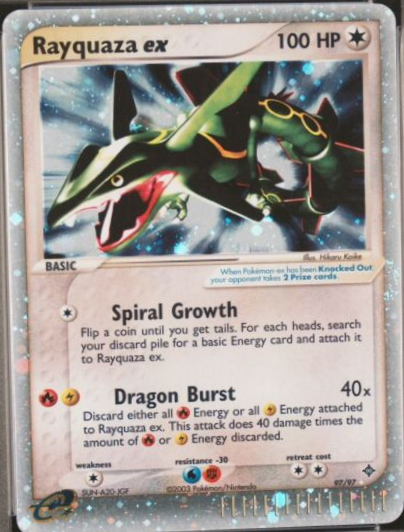 Rayquaza ex 100 HP
Illus. Hikaru Koike
BASIC
When Pokémon-ex has been Knocked Out,
your opponent takes 2 Prize cards.
Spiral Growth
Flip a coin until you get tails. For each heads, search
your discard pile for a basic Energy card and attach it
to Rayquaza ex.
Dragon Burst 40x
Discard either all Energy or all Energy attached
to Rayquaza ex. This attack does 40 damage times the
amount of or Energy discarded.
weakness resistance -30 retreat cost
SUN-A20-JGF ©2003 Pokémon/Nintendo 97/97
e